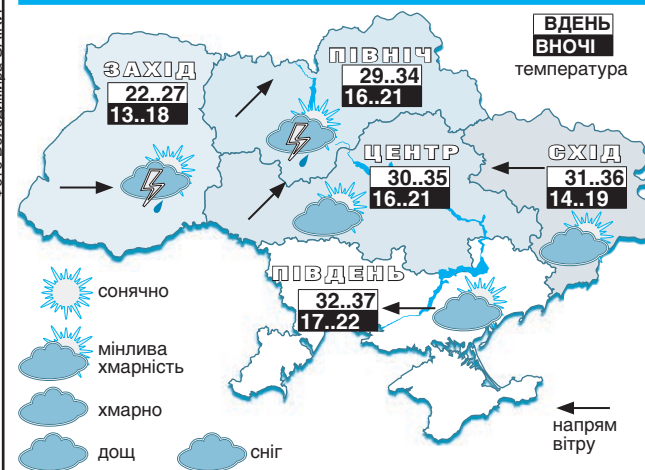 ВДЕНЬ
ВНОЧІ
температура
ЗАХІД
22..27
13..18
ПІВНІЧ
29..34
16..21
ЦЕНТР
30..35
16..21
СХІД
31..36
14..19
ПІВДЕНЬ
32..37
17..22
сонячно
мінлива
хмарність
хмарно
дощ
сніг
напрям
вітру